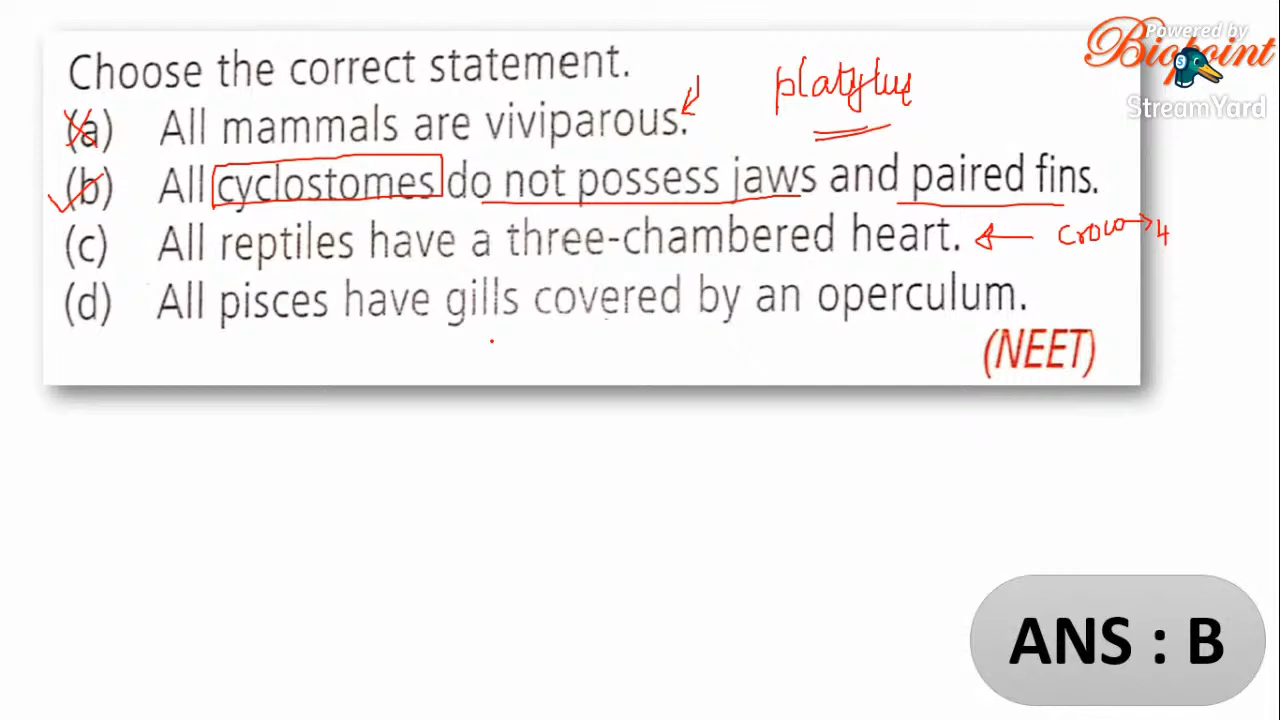 Powered by
Biopoint
StreamYard
Choose the correct statement.
(a) All mammals are viviparous. platypus
(b) All cyclostomes do not possess jaws and paired fins.
(c) All reptiles have a three-chambered heart. croco → 4
(d) All pisces have gills covered by an operculum.
(NEET)
ANS : B